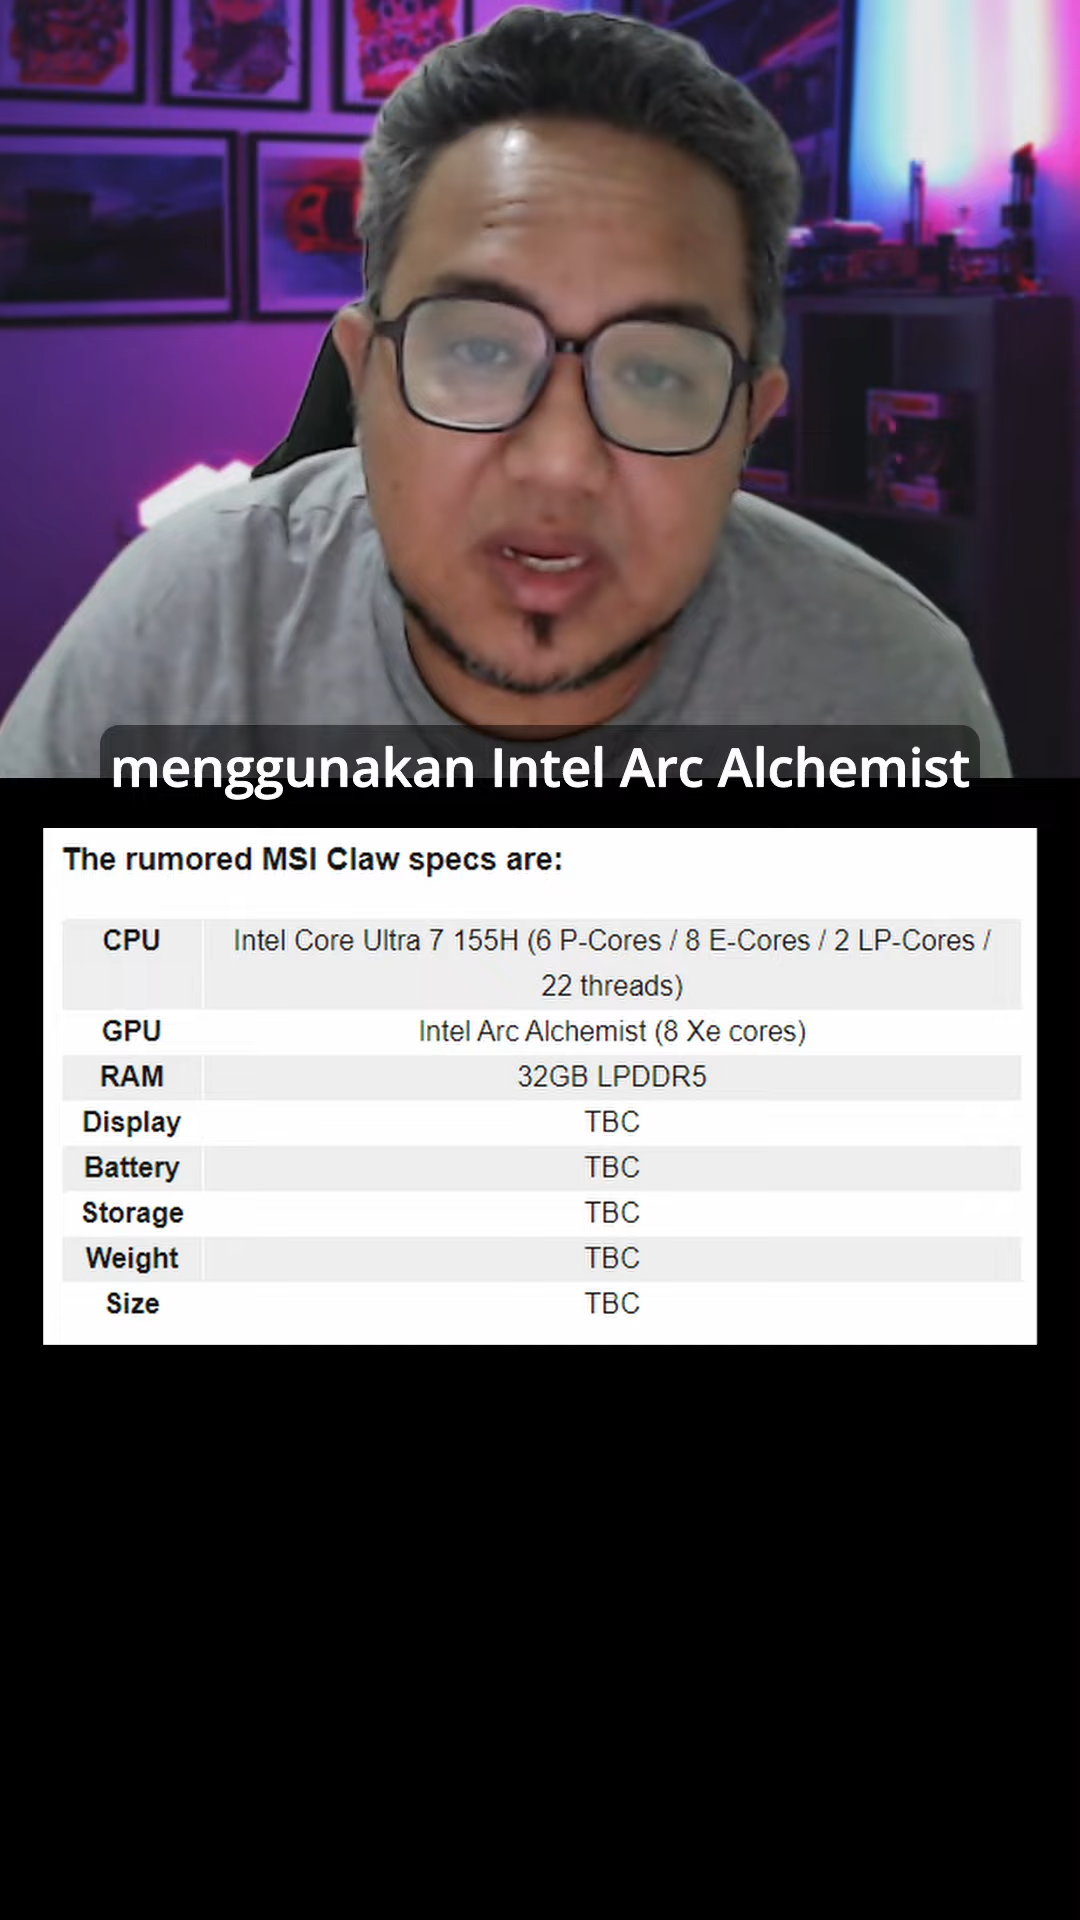 menggunakan Intel Arc Alchemist
The rumored MSI Claw specs are:
CPU Intel Core Ultra 7 155H (6 P-Cores / 8 E-Cores / 2 LP-Cores /
22 threads)
GPU Intel Arc Alchemist (8 Xe cores)
RAM 32GB LPDDR5
Display TBC
Battery TBC
Storage TBC
Weight TBC
Size TBC